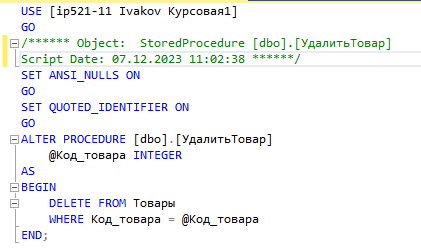 USE [ip521-11 Ivakov Курсовая1]
GO
/****** Object:  StoredProcedure [dbo].[УдалитьТовар]
Script Date: 07.12.2023 11:02:38 ******/
SET ANSI_NULLS ON
GO
SET QUOTED_IDENTIFIER ON
GO
ALTER PROCEDURE [dbo].[УдалитьТовар]
    @Код_товара INTEGER
AS
BEGIN
    DELETE FROM Товары
    WHERE Код_товара = @Код_товара
END;